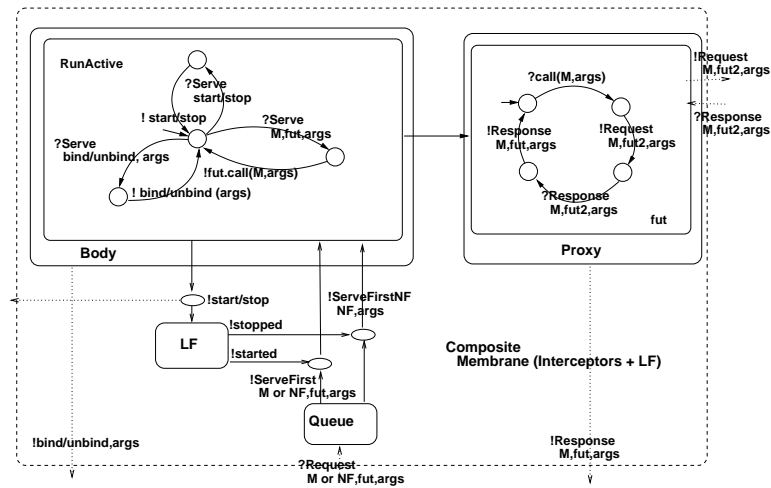 RunActive
?Serve
start/stop
! start/stop
?Serve
M,fut,args
?Serve
bind/unbind, args
!fut.call(M,args)
! bind/unbind (args)
Body
?call(M,args)
!Response
M,fut,args
!Request
M,fut2,args
?Response
M,fut2,args
fut
Proxy
!Request
M,fut2,args
?Response
M,fut2,args
!start/stop
!ServeFirstNF
NF,args
LF
!stopped
!started
!ServeFirst
M or NF,fut,args
Queue
Composite
Membrane (Interceptors + LF)
!bind/unbind,args
?Request
M or NF,fut,args
!Response
M,fut,args